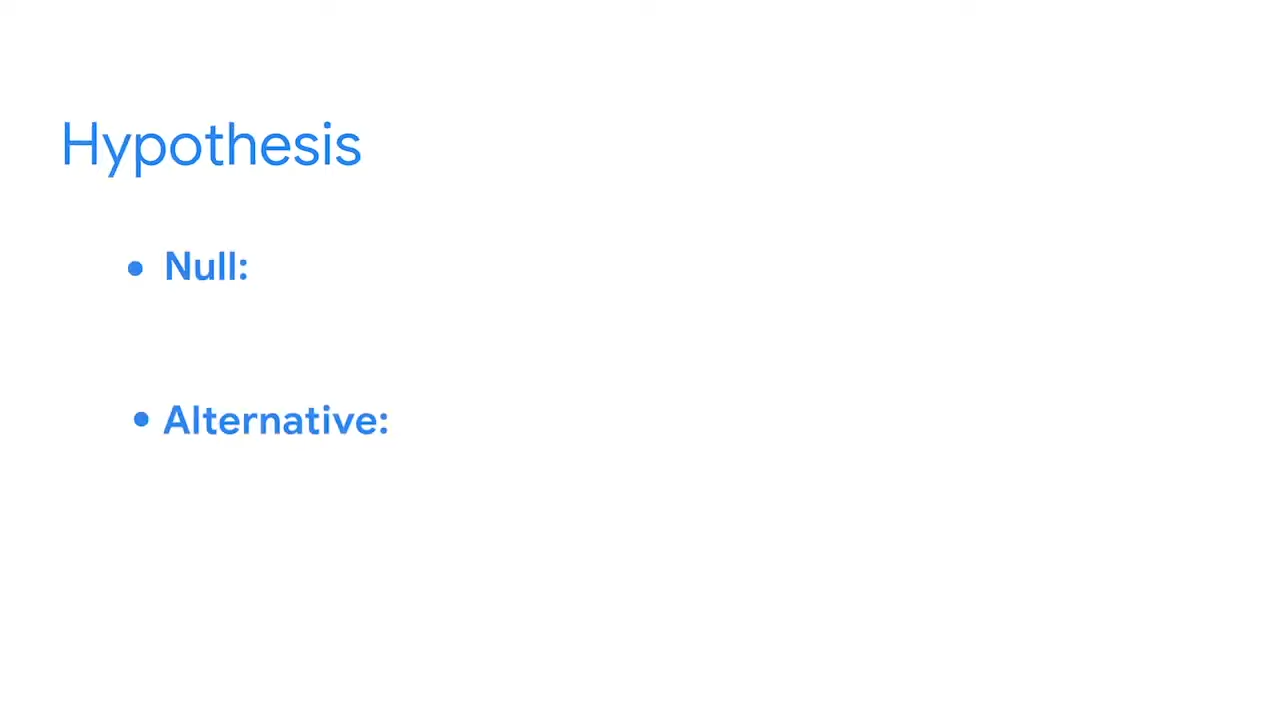 Hypothesis
• Null:
• Alternative: